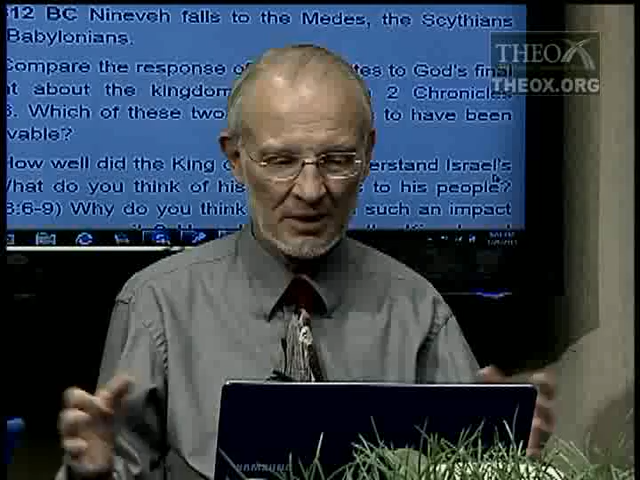 612 BC Nineveh falls to the Medes, the Scythians
Babylonians.
THEOX
THEOX.ORG
Compare the response of tes to God's final
t about the kingdom 2 Chronicles
Which of these two to have been
vable?
How well did the King erstand Israel's
What do you think of his to his people?
:6-9) Why do you think such an impact
SAMSUNG